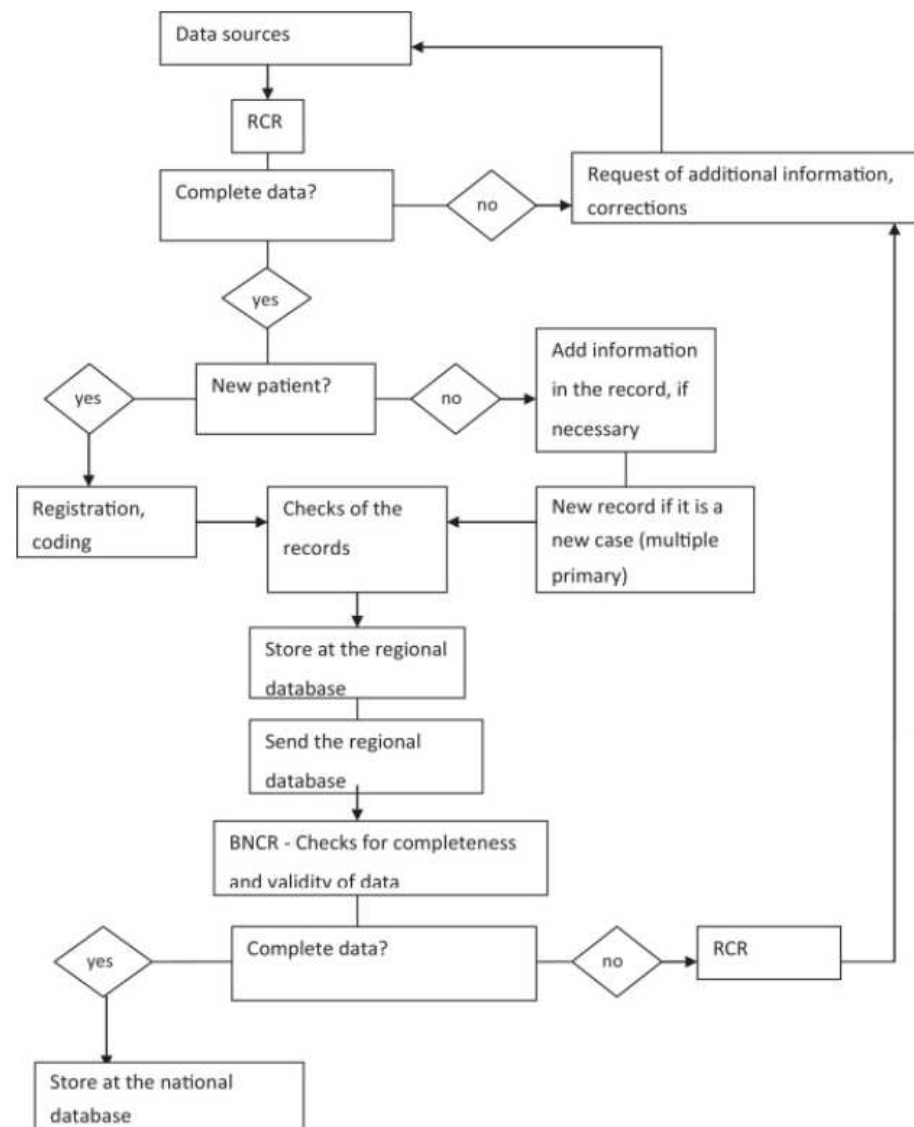 Data sources
RCR
Complete data?
no
Request of additional information,
corrections
yes
New patient?
yes
no
Add information
in the record, if
necessary
Registration,
coding
Checks of the
records
New record if it is a
new case (multiple
primary)
Store at the regional
database
Send the regional
database
BNCR - Checks for completeness
and validity of data
Complete data?
yes
no
RCR
Store at the national
database